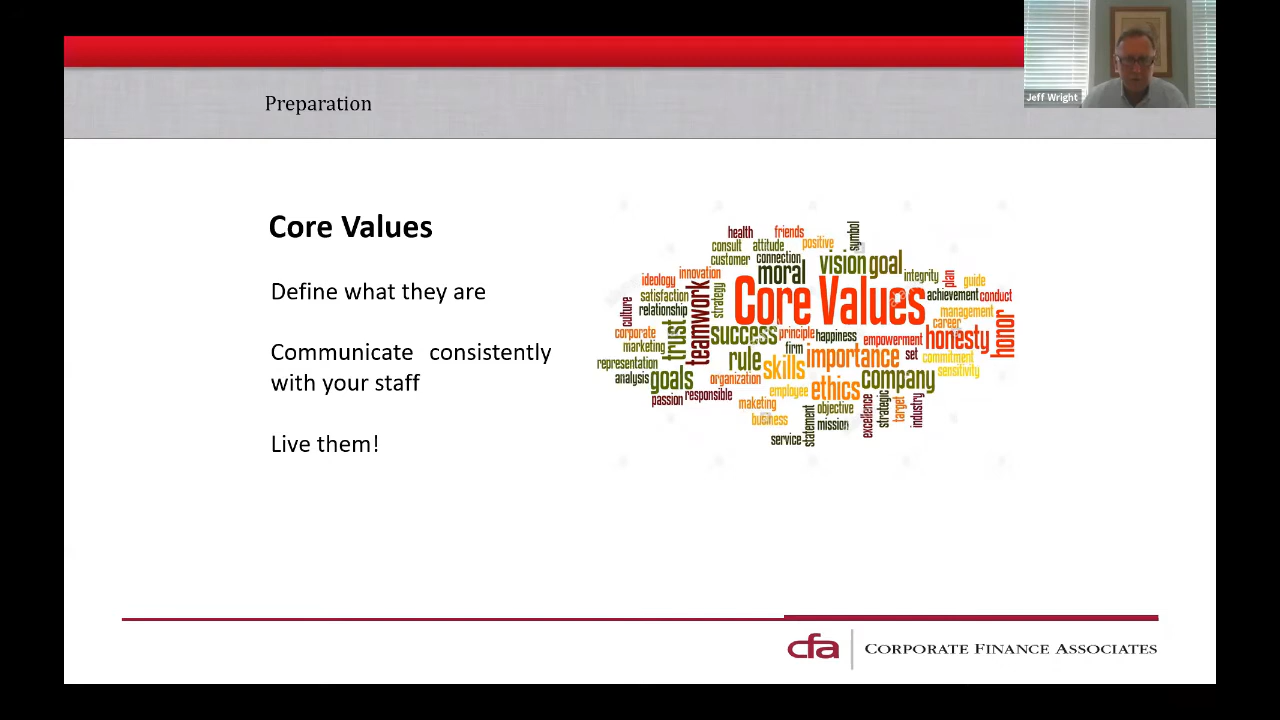 Jeff Wright
Preparation
Core Values
Define what they are
Communicate consistently
with your staff
Live them!
health
friends
symbol
consult
attitude
positive
customer
connection
vision
goal
moral
integrity
ideology
innovation
plan
guide
satisfaction
strategy
Core Values
achievement
conduct
culture
relationship
teamwork
management
honor
corporate
trust
success
principle
happiness
career
marketing
firm
empowerment
honesty
representation
rule
skills
importance
set
commitment
analysis
goals
organization
sensitivity
employee
ethics
company
passion
responsible
maketing
objective
excellence
strategic
target
industry
business
statement
mission
service
cfa
CORPORATE FINANCE ASSOCIATES